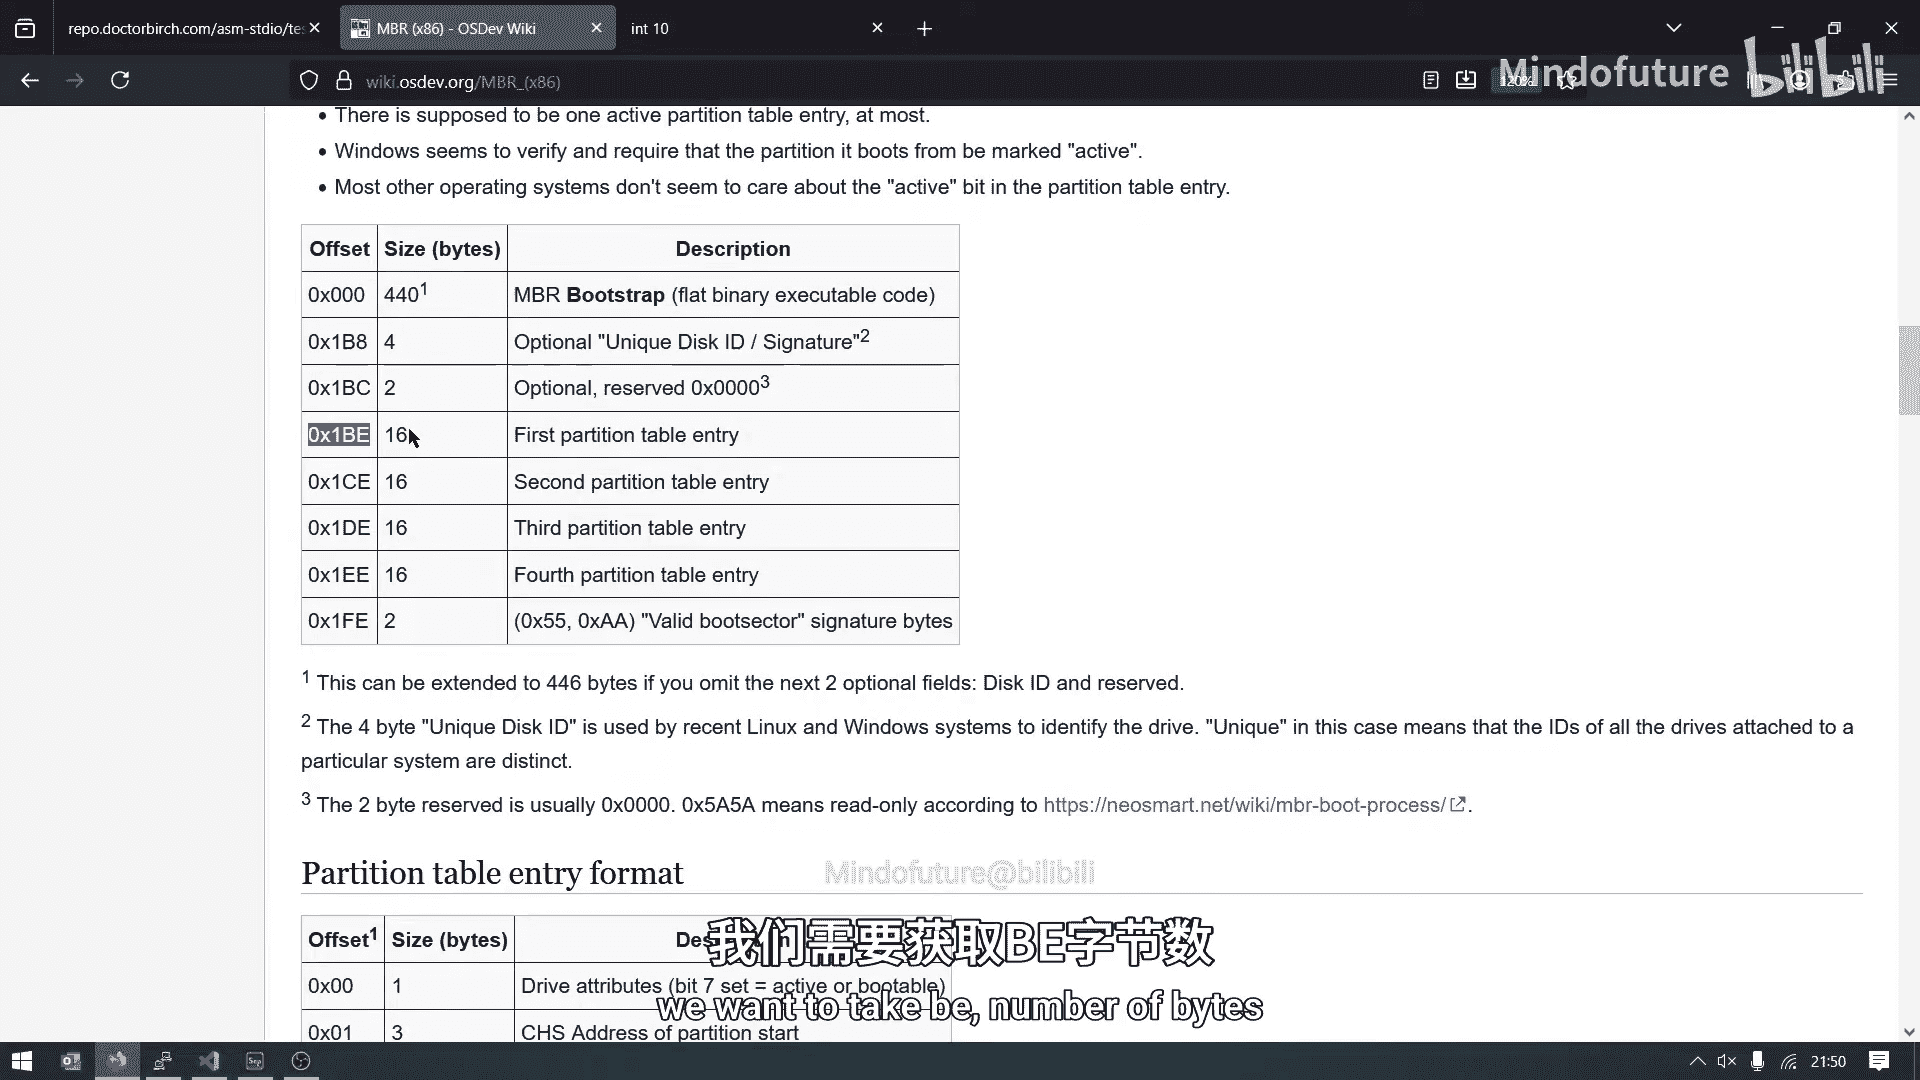 repo.doctorbirch.com/asm-stdio/te
MBR (x86) - OSDev Wiki
int 10
wiki.osdev.org/MBR_(x86)
120%
Mindofuture bilibili
• There is supposed to be one active partition table entry, at most.
• Windows seems to verify and require that the partition it boots from be marked "active".
• Most other operating systems don't seem to care about the "active" bit in the partition table entry.
Offset Size (bytes) Description
0x000 440¹ MBR Bootstrap (flat binary executable code)
0x1B8 4 Optional "Unique Disk ID / Signature"²
0x1BC 2 Optional, reserved 0x0000³
0x1BE 16 First partition table entry
0x1CE 16 Second partition table entry
0x1DE 16 Third partition table entry
0x1EE 16 Fourth partition table entry
0x1FE 2 (0x55, 0xAA) "Valid bootsector" signature bytes
¹ This can be extended to 446 bytes if you omit the next 2 optional fields: Disk ID and reserved.
² The 4 byte "Unique Disk ID" is used by recent Linux and Windows systems to identify the drive. "Unique" in this case means that the IDs of all the drives attached to a
particular system are distinct.
³ The 2 byte reserved is usually 0x0000. 0x5A5A means read-only according to https://neosmart.net/wiki/mbr-boot-process/.
Partition table entry format
Mindofuture@bilibili
Offset¹ Size (bytes)
我们需要获取BE字节数
0x00 1 Drive attributes (bit 7 set = active or bootable)
we want to take be, number of bytes
0x01 3 CHS Address of partition start
21:50